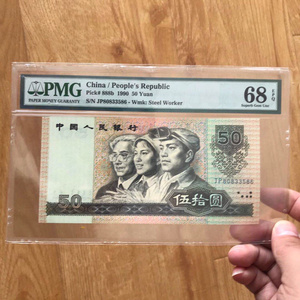 PMG
PAPER MONEY GUARANTY
China / People's Republic
Pick# 888b 1990 50 Yuan
S/N JP80833586 - Wmk: Steel Worker
68 EPQ
Superb Gem Unc
中国人民银行
50
JP80833586
50
伍拾圆